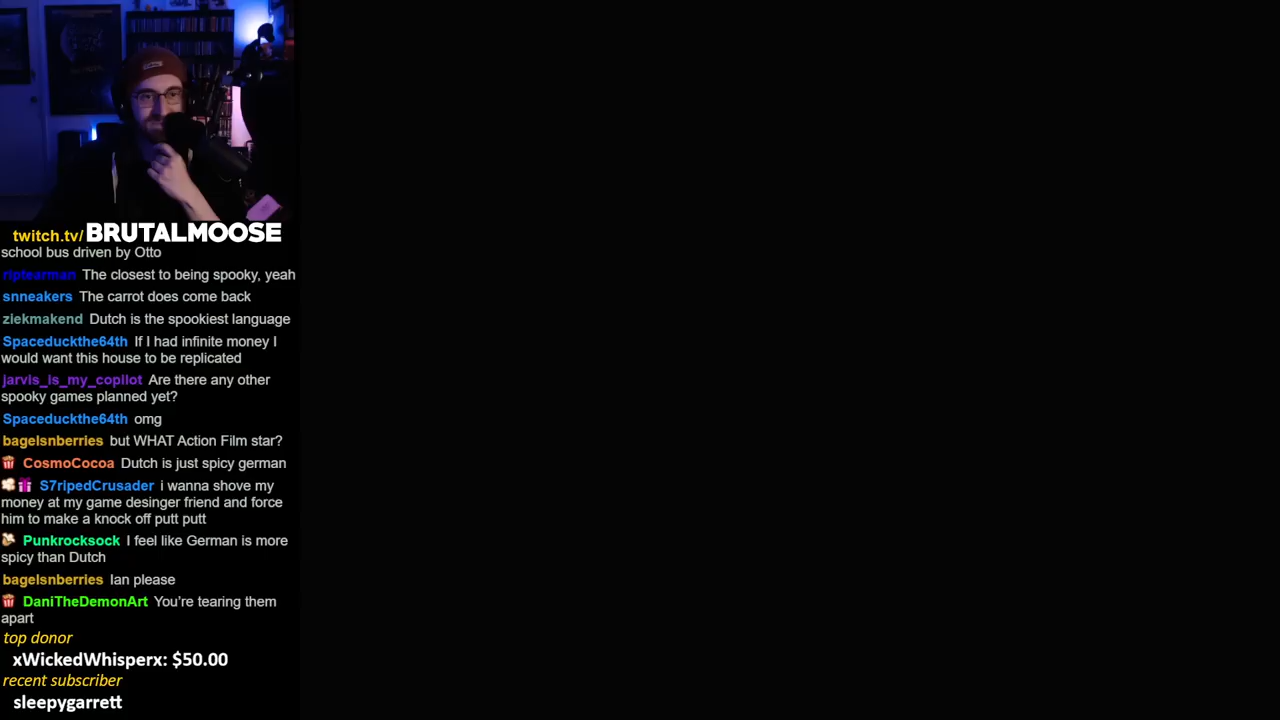 twitch.tv/BRUTALMOOSE
school bus driven by Otto
riptearman The closest to being spooky, yeah
snneakers The carrot does come back
ziekmakend Dutch is the spookiest language
Spaceduckthe64th If I had infinite money I
would want this house to be replicated
jarvis_is_my_copilot Are there any other
spooky games planned yet?
Spaceduckthe64th omg
bagelsnberries but WHAT Action Film star?
CosmoCocoa Dutch is just spicy german
S7ripedCrusader i wanna shove my
money at my game desinger friend and force
him to make a knock off putt putt
Punkrocksock I feel like German is more
spicy than Dutch
bagelsnberries Ian please
DaniTheDemonArt You're tearing them
apart
top donor
xWickedWhisperx: $50.00
recent subscriber
sleepygarrett